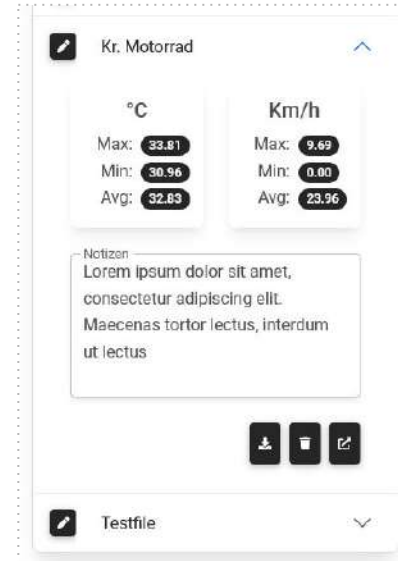 Kr. Motorrad
°C
Max: 33.81
Min: 30.96
Avg: 32.83
Km/h
Max: 9.69
Min: 0.00
Avg: 23.96
Notizen
Lorem ipsum dolor sit amet,
consectetur adipiscing elit.
Maecenas tortor lectus, interdum
ut lectus
Testfile